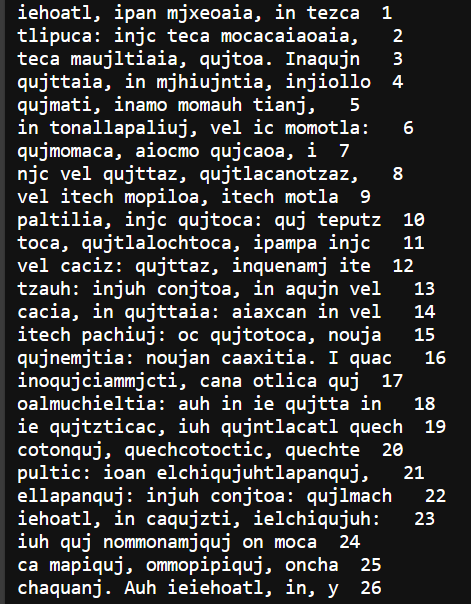 iehoatl, ipan mjxeoaia, in tezca 1
tlipuca: injc teca mocacaiaoaia, 2
teca maujltiaia, qujtoa. Inaqujn 3
qujttaia, in mjhiujntia, injiollo 4
qujmati, inamo momauh tianj, 5
in tonallapaliuj, vel ic momotla: 6
qujmomaca, aiocmo qujcaoa, i 7
njc vel qujttaz, qujtlacanotzaz, 8
vel itech mopiloa, itech motla 9
paltilia, injc qujtoca: quj teputz 10
toca, qujtlalochtoca, ipampa injc 11
vel caciz: qujttaz, inquenamj ite 12
tzauh: injuh conjtoa, in aqujn vel 13
cacia, in qujttaia: aiaxcan in vel 14
itech pachiuj: oc qujtotoca, nouja 15
qujnemjtia: noujan caaxitia. I quac 16
inoqujciammjcti, cana otlica quj 17
oalmuchieltia: auh in ie qujtta in 18
ie qujtzticac, iuh qujntlacatl quech 19
cotonquj, quechcotoctic, quechte 20
pultic: ioan elchiqujuhtlapanquj, 21
ellapanquj: injuh conjtoa: qujlmach 22
iehoatl, in caqujzti, ielchiqujuh: 23
iuh quj nommonamjquj on moca 24
ca mapiquj, ommopipiquj, oncha 25
chaquanj. Auh ieiehoatl, in, y 26